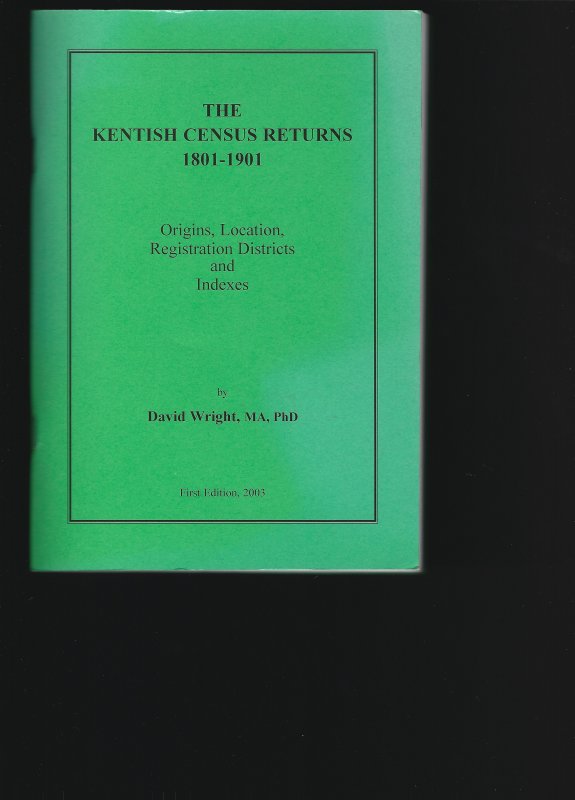 THE
KENTISH CENSUS RETURNS
1801-1901
Origins, Location,
Registration Districts
and
Indexes
by
David Wright, MA, PhD
First Edition, 2003